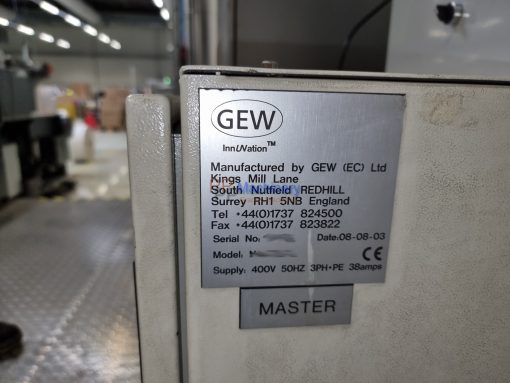 GEW
InnUVation™
Manufactured by GEW (EC) Ltd
Kings Mill Lane
South Nutfield REDHILL
Surrey RH1 5NB England
Tel +44(0)1737 824500
Fax +44(0)1737 823822
Serial No: Date:08-08-03
Model: CE
Supply: 400V 50HZ 3PH+PE 38amps
MASTER